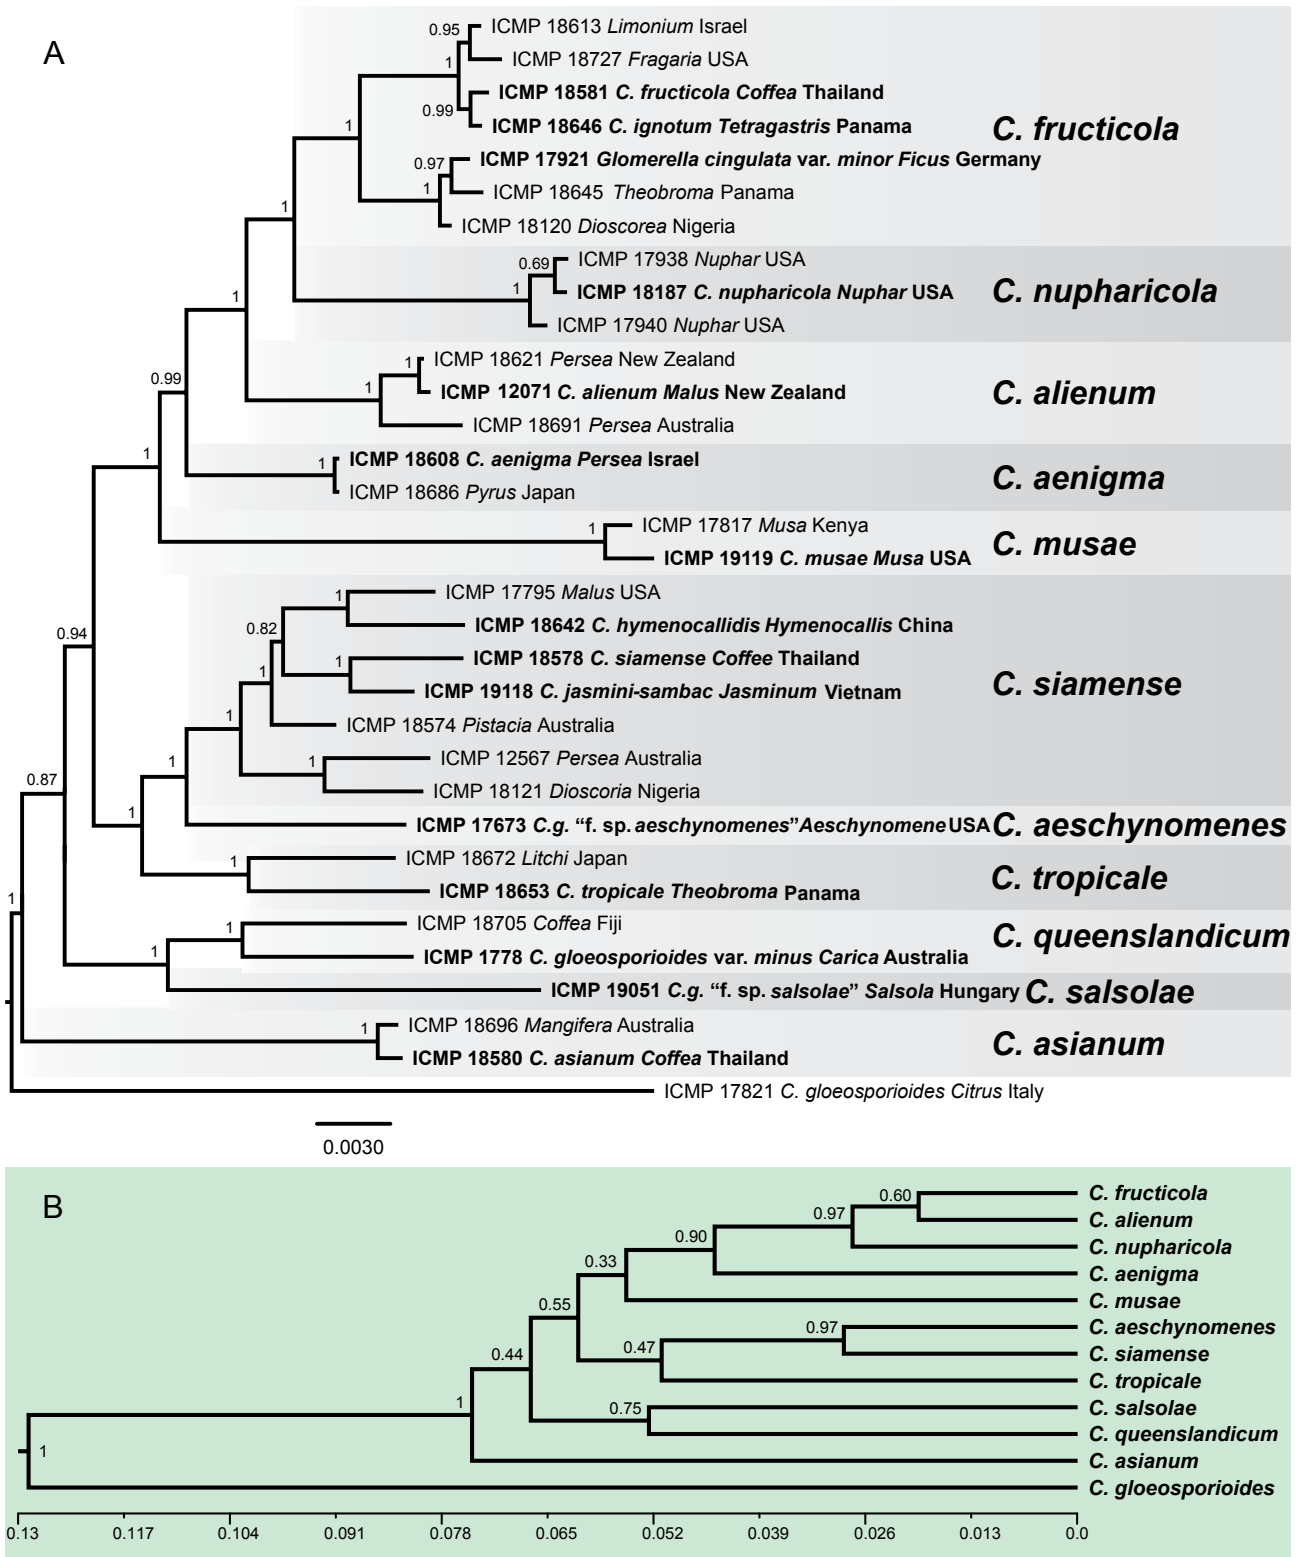 A
0.95
ICMP 18613 Limonium Israel
1
ICMP 18727 Fragaria USA
ICMP 18581 C. fructicola Coffea Thailand
0.99
1
ICMP 18646 C. ignotum Tetragastris Panama
C. fructicola
0.97
ICMP 17921 Glomerella cingulata var. minor Ficus Germany
1
ICMP 18645 Theobroma Panama
1
ICMP 18120 Dioscorea Nigeria
0.69
ICMP 17938 Nuphar USA
1
ICMP 18187 C. nupharicola Nuphar USA
C. nupharicola
1
ICMP 17940 Nuphar USA
1
ICMP 18621 Persea New Zealand
0.99
1
ICMP 12071 C. alienum Malus New Zealand
C. alienum
ICMP 18691 Persea Australia
1
1
ICMP 18608 C. aenigma Persea Israel
C. aenigma
ICMP 18686 Pyrus Japan
1
ICMP 17817 Musa Kenya
C. musae
ICMP 19119 C. musae Musa USA
1
ICMP 17795 Malus USA
0.94
0.82
ICMP 18642 C. hymenocallidis Hymenocallis China
1
1
ICMP 18578 C. siamense Coffee Thailand
C. siamense
ICMP 19118 C. jasmini-sambac Jasminum Vietnam
1
ICMP 18574 Pistacia Australia
1
1
ICMP 12567 Persea Australia
0.87
ICMP 18121 Dioscoria Nigeria
1
ICMP 17673 C.g. “f. sp. aeschynomenes” Aeschynomene USA
C. aeschynomenes
1
ICMP 18672 Litchi Japan
C. tropicale
1
ICMP 18653 C. tropicale Theobroma Panama
1
ICMP 18705 Coffea Fiji
C. queenslandicum
1
ICMP 1778 C. gloeosporioides var. minus Carica Australia
ICMP 19051 C.g. “f. sp. salsolae” Salsola Hungary
C. salsolae
1
ICMP 18696 Mangifera Australia
C. asianum
ICMP 18580 C. asianum Coffea Thailand
ICMP 17821 C. gloeosporioides Citrus Italy
0.0030
B
0.60
C. fructicola
0.97
C. alienum
0.90
C. nupharicola
0.33
C. aenigma
0.55
C. musae
0.97
C. aeschynomenes
0.44
0.47
C. siamense
C. tropicale
1
0.75
C. salsolae
C. queenslandicum
1
C. asianum
C. gloeosporioides
0.13 0.117 0.104 0.091 0.078 0.065 0.052 0.039 0.026 0.013 0.0